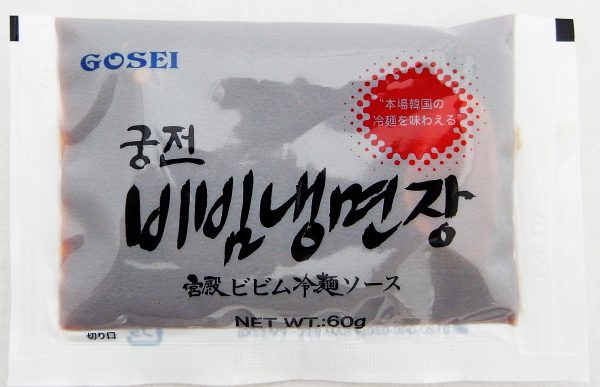 GOSEI
"本場韓国の
冷麺を味わえる"
궁전
비빔냉면장
宮殿ビビム冷麺ソース
NET WT.:60g
切り口